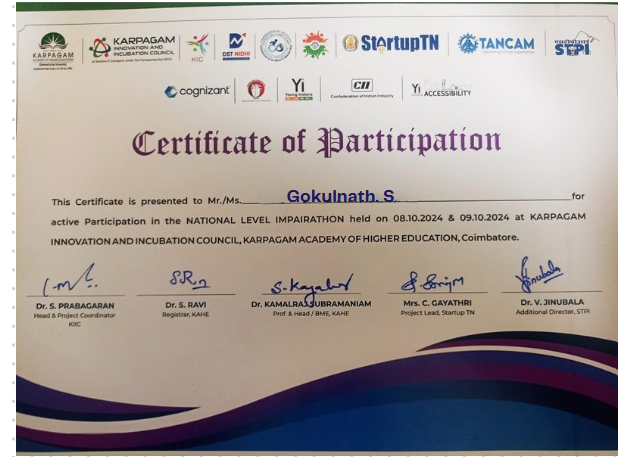 KARPAGAM
KARPAGAM
INNOVATION AND
INCUBATION COUNCIL
KIC
DST NIDHI
StartupTN
TANCAM
STPI
cognizant
Yi
Young Indians
CII
Confederation of Indian Industry
Yi ACCESSIBILITY
Certificate of Participation
This Certificate is presented to Mr./Ms. Gokulnath. S for
active Participation in the NATIONAL LEVEL IMPAIRATHON held on 08.10.2024 & 09.10.2024 at KARPAGAM
INNOVATION AND INCUBATION COUNCIL, KARPAGAM ACADEMY OF HIGHER EDUCATION, Coimbatore.
Dr. S. PRABAGARAN
Head & Project Coordinator
KIIC
Dr. S. RAVI
Registrar, KAHE
S. Kamalraj
Dr. KAMALRAJ SUBRAMANIAM
Prof. & Head / BME, KAHE
Mrs. C. GAYATHRI
Project Lead, Startup TN
Jinubala
Dr. V. JINUBALA
Additional Director, STPI